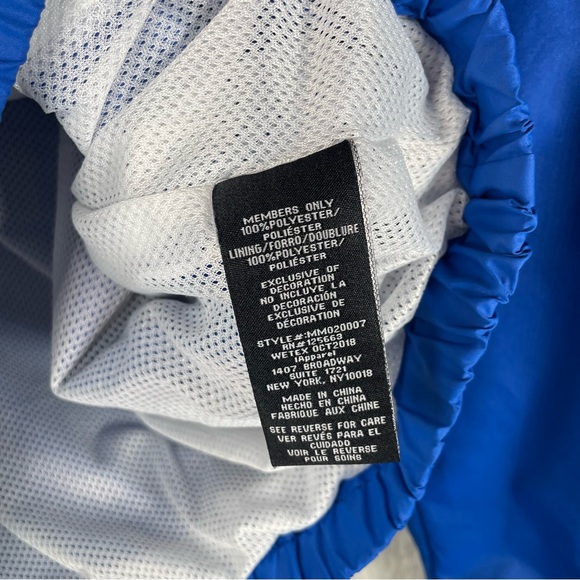 MEMBERS ONLY
100%POLYESTER/
POLIÉSTER
LINING/FORRO/DOUBLURE
100%POLYESTER/
POLIÉSTER
EXCLUSIVE OF
DECORATION
NO INCLUYE LA
DECORACIÓN
EXCLUSIVE DE
DÉCORATION
STYLE#:MM020007
RN#125663
WETEX OCT2018
IApparel
1407 BROADWAY
SUITE 1721
NEW YORK, NY10018
MADE IN CHINA
HECHO EN CHINA
FABRIQUE AUX CHINE
SEE REVERSE FOR CARE
VER REVÉS PARA EL
CUIDADO
VOIR LE REVERSE
POUR SOINS